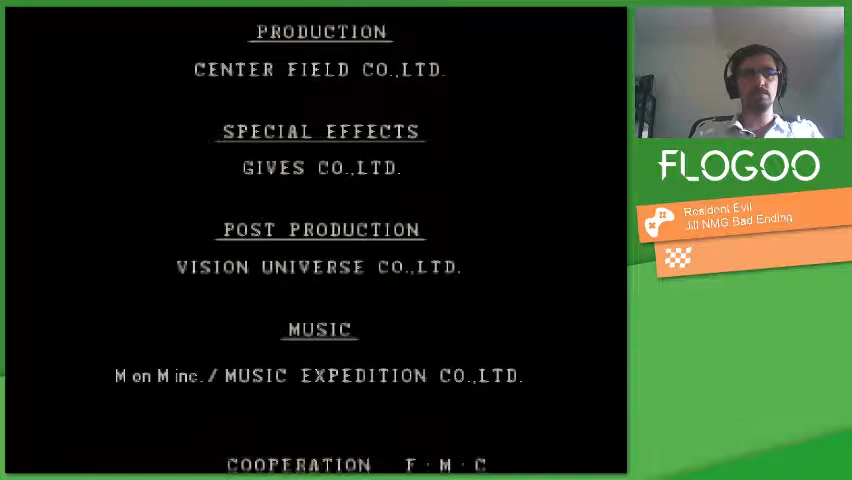 PRODUCTION
CENTER FIELD CO.,LTD.
SPECIAL EFFECTS
GIVES CO.,LTD.
POST PRODUCTION
VISION UNIVERSE CO.,LTD.
MUSIC
M on M inc. / MUSIC EXPEDITION CO.,LTD.
COOPERATION F · M · C
FLOGOO
Resident Evil
Jill NMG Bad Ending